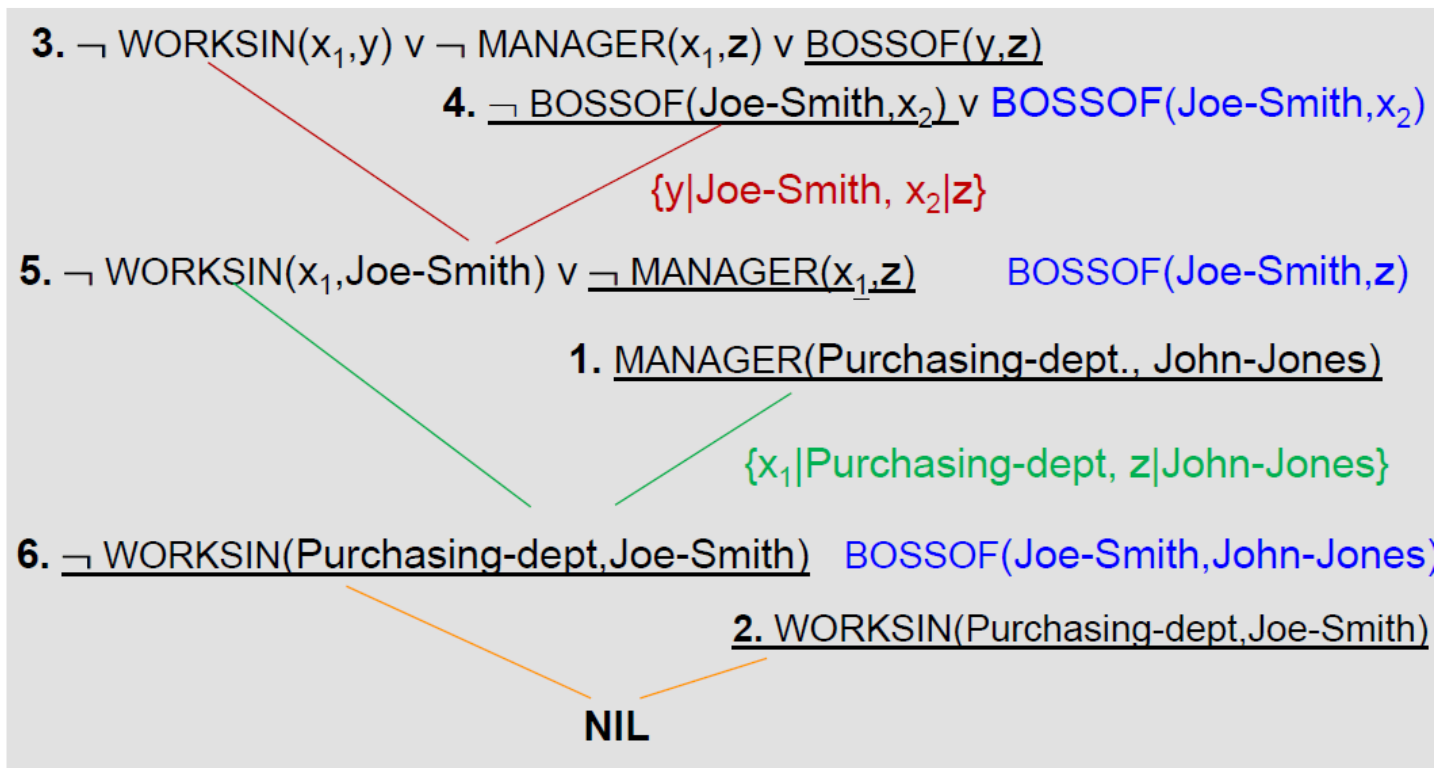 3. ¬ WORKSIN(x₁,y) v ¬ MANAGER(x₁,z) v BOSSOF(y,z)
4. ¬ BOSSOF(Joe-Smith,x₂) v BOSSOF(Joe-Smith,x₂)
{y|Joe-Smith, x₂|z}
5. ¬ WORKSIN(x₁,Joe-Smith) v ¬ MANAGER(x₁,z) BOSSOF(Joe-Smith,z)
1. MANAGER(Purchasing-dept., John-Jones)
{x₁|Purchasing-dept, z|John-Jones}
6. ¬ WORKSIN(Purchasing-dept,Joe-Smith) BOSSOF(Joe-Smith,John-Jones)
2. WORKSIN(Purchasing-dept,Joe-Smith)
NIL